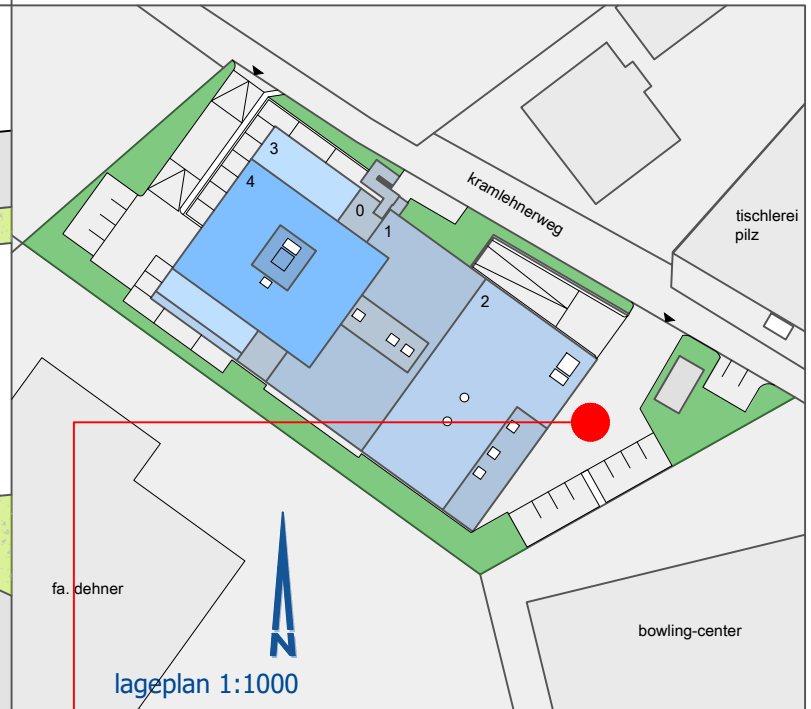 3
4
0
1
2
kramlehnerweg
tischlerei
pilz
fa. dehner
bowling-center
N
lageplan 1:1000